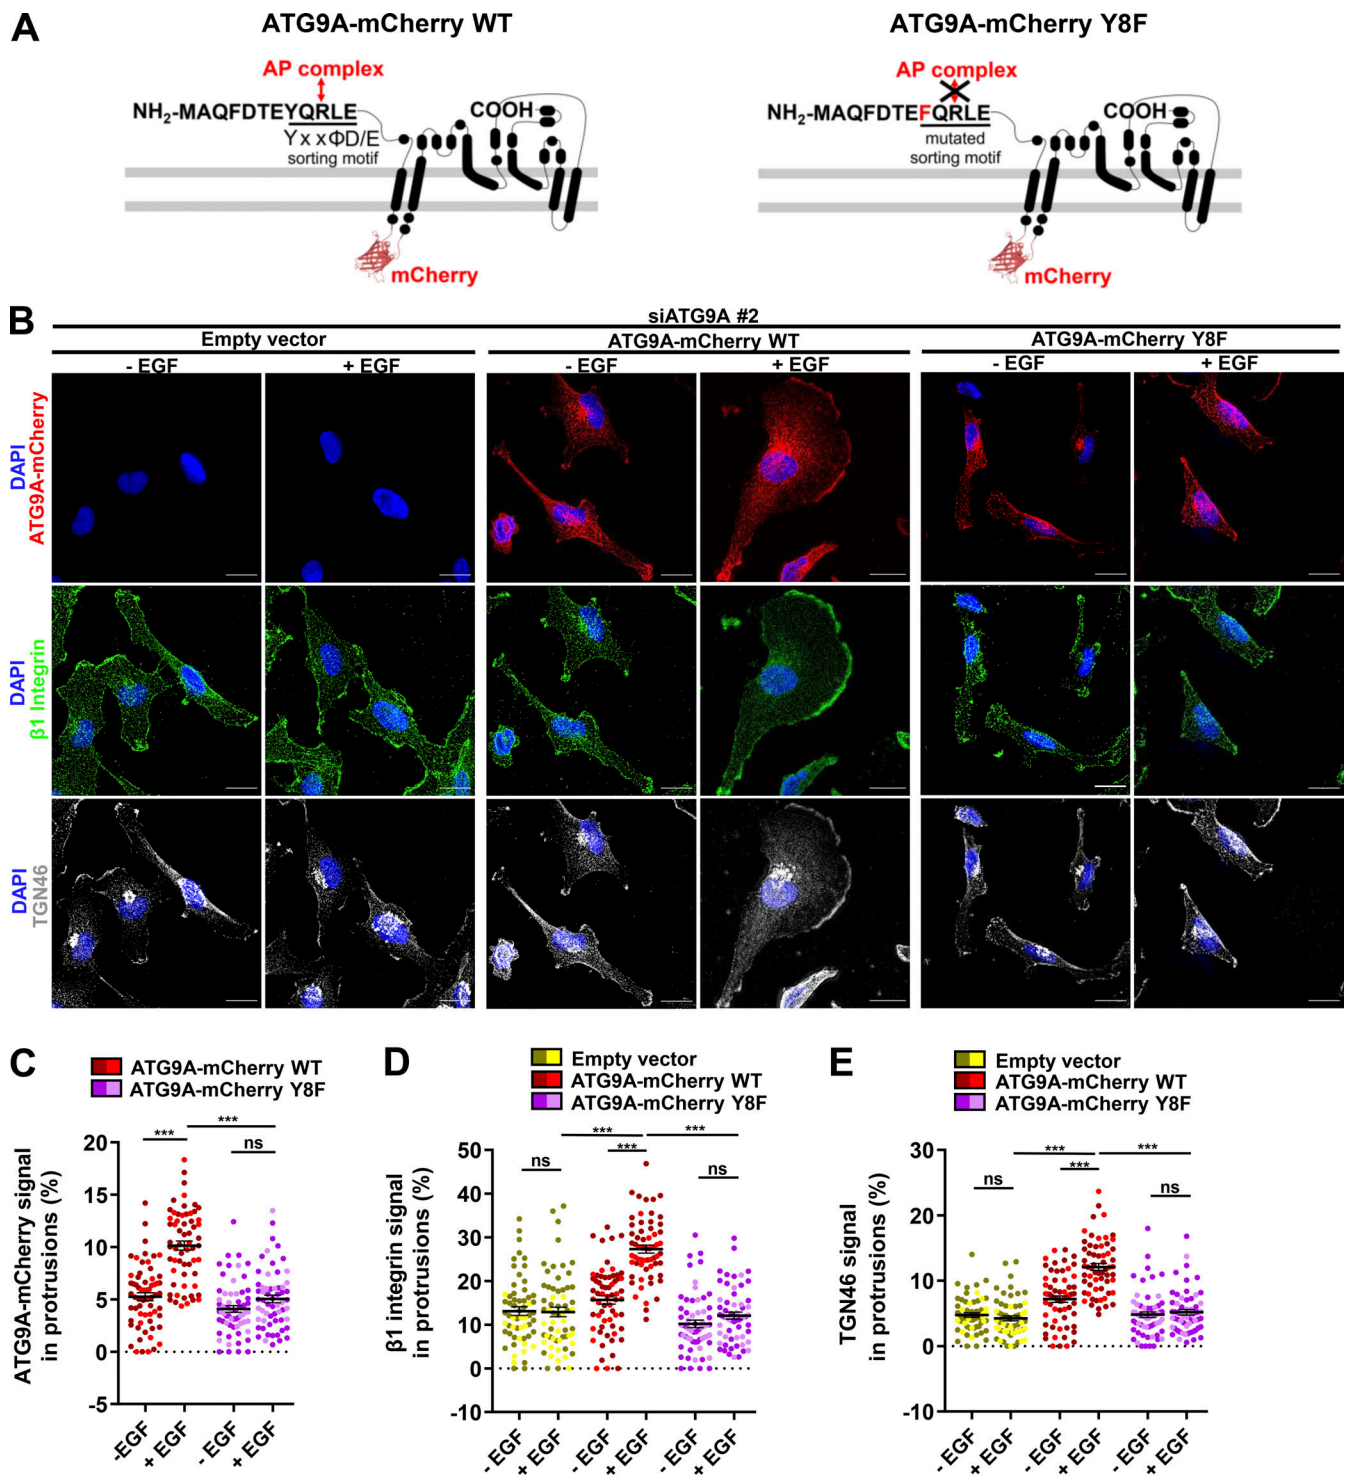 A
ATG9A-mCherry WT
ATG9A-mCherry Y8F
AP complex
AP complex
NH₂-MAQFDTEYQRLE
COOH
NH₂-MAQFDTEFQRLE
COOH
YxxΦD/E
sorting motif
mutated
sorting motif
mCherry
mCherry
B
siATG9A #2
Empty vector
ATG9A-mCherry WT
ATG9A-mCherry Y8F
- EGF
+ EGF
- EGF
+ EGF
- EGF
+ EGF
DAPI
ATG9A-mCherry
DAPI
β1 Integrin
DAPI
TGN46
C
ATG9A-mCherry WT
ATG9A-mCherry Y8F
ATG9A-mCherry signal
in protrusions (%)
20
15
10
5
0
-5
***
***
ns
-EGF
+ EGF
- EGF
+ EGF
D
Empty vector
ATG9A-mCherry WT
ATG9A-mCherry Y8F
β1 integrin signal
in protrusions (%)
50
40
30
20
10
0
-10
ns
***
***
***
ns
- EGF
+ EGF
- EGF
+ EGF
- EGF
+ EGF
E
Empty vector
ATG9A-mCherry WT
ATG9A-mCherry Y8F
TGN46 signal
in protrusions (%)
30
20
10
0
-10
ns
***
***
***
ns
- EGF
+ EGF
- EGF
+ EGF
- EGF
+ EGF